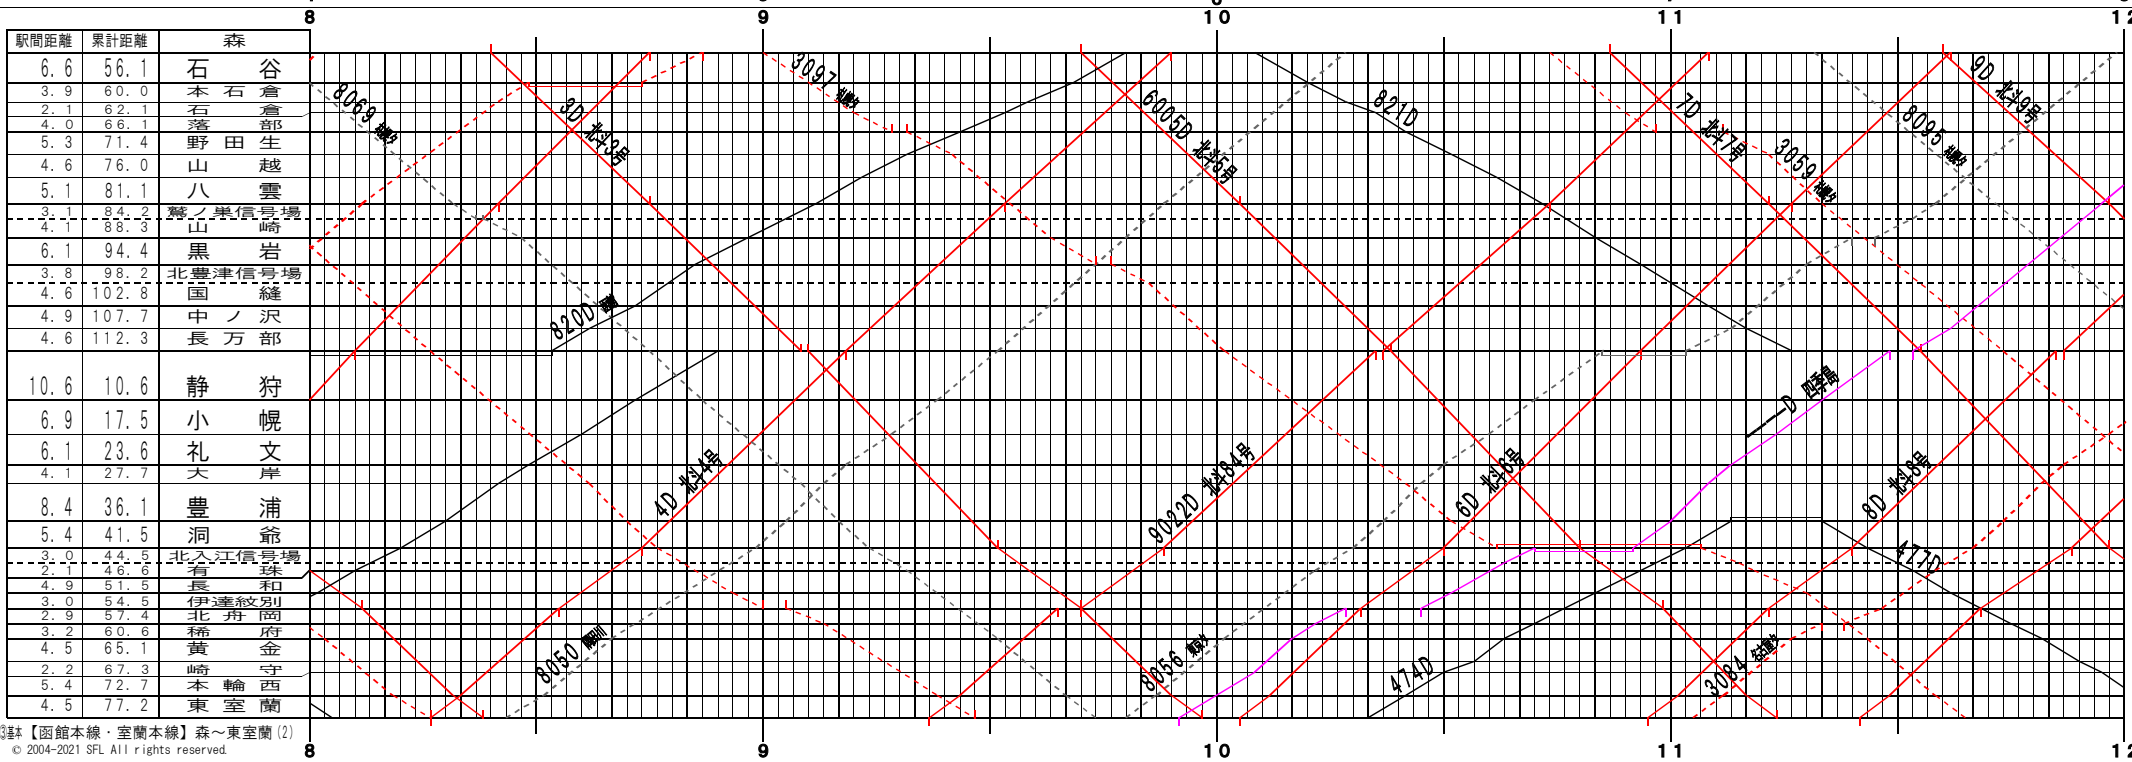 8 9 10 11 12
駅間距離 累計距離 森
6.6 56.1 石谷
3.9 60.0 本石倉
2.1 62.1 石倉
4.0 66.1 落部
5.3 71.4 野田生
4.6 76.0 山越
5.1 81.1 八雲
3.1 84.2 鷲ノ巣信号場
4.1 88.3 山崎
6.1 94.4 黒岩
3.8 98.2 北豊津信号場
4.6 102.8 国縫
4.9 107.7 中ノ沢
4.6 112.3 長万部
10.6 10.6 静狩
6.9 17.5 小幌
6.1 23.6 礼文
4.1 27.7 大岸
8.4 36.1 豊浦
5.4 41.5 洞爺
3.0 44.5 北入江信号場
2.1 46.6 有珠
4.9 51.5 長和
3.0 54.5 伊達紋別
2.9 57.4 北舟岡
3.2 60.6 稀府
4.5 65.1 黄金
2.2 67.3 崎守
5.4 72.7 本輪西
4.5 77.2 東室蘭
8069
3D 北斗3号
3097
6005D 北斗5号
821D
7D 北斗7号
3059
8095
9D 北斗9号
820D
D 四季島
4D 北斗4号
9022D 北斗84号
6D 北斗6号
8D 北斗8号
477D
8050
8056
474D
3084
【函館本線・室蘭本線】森～東室蘭(2)
© 2004-2021 SFL All rights reserved.
8 9 10 11 12